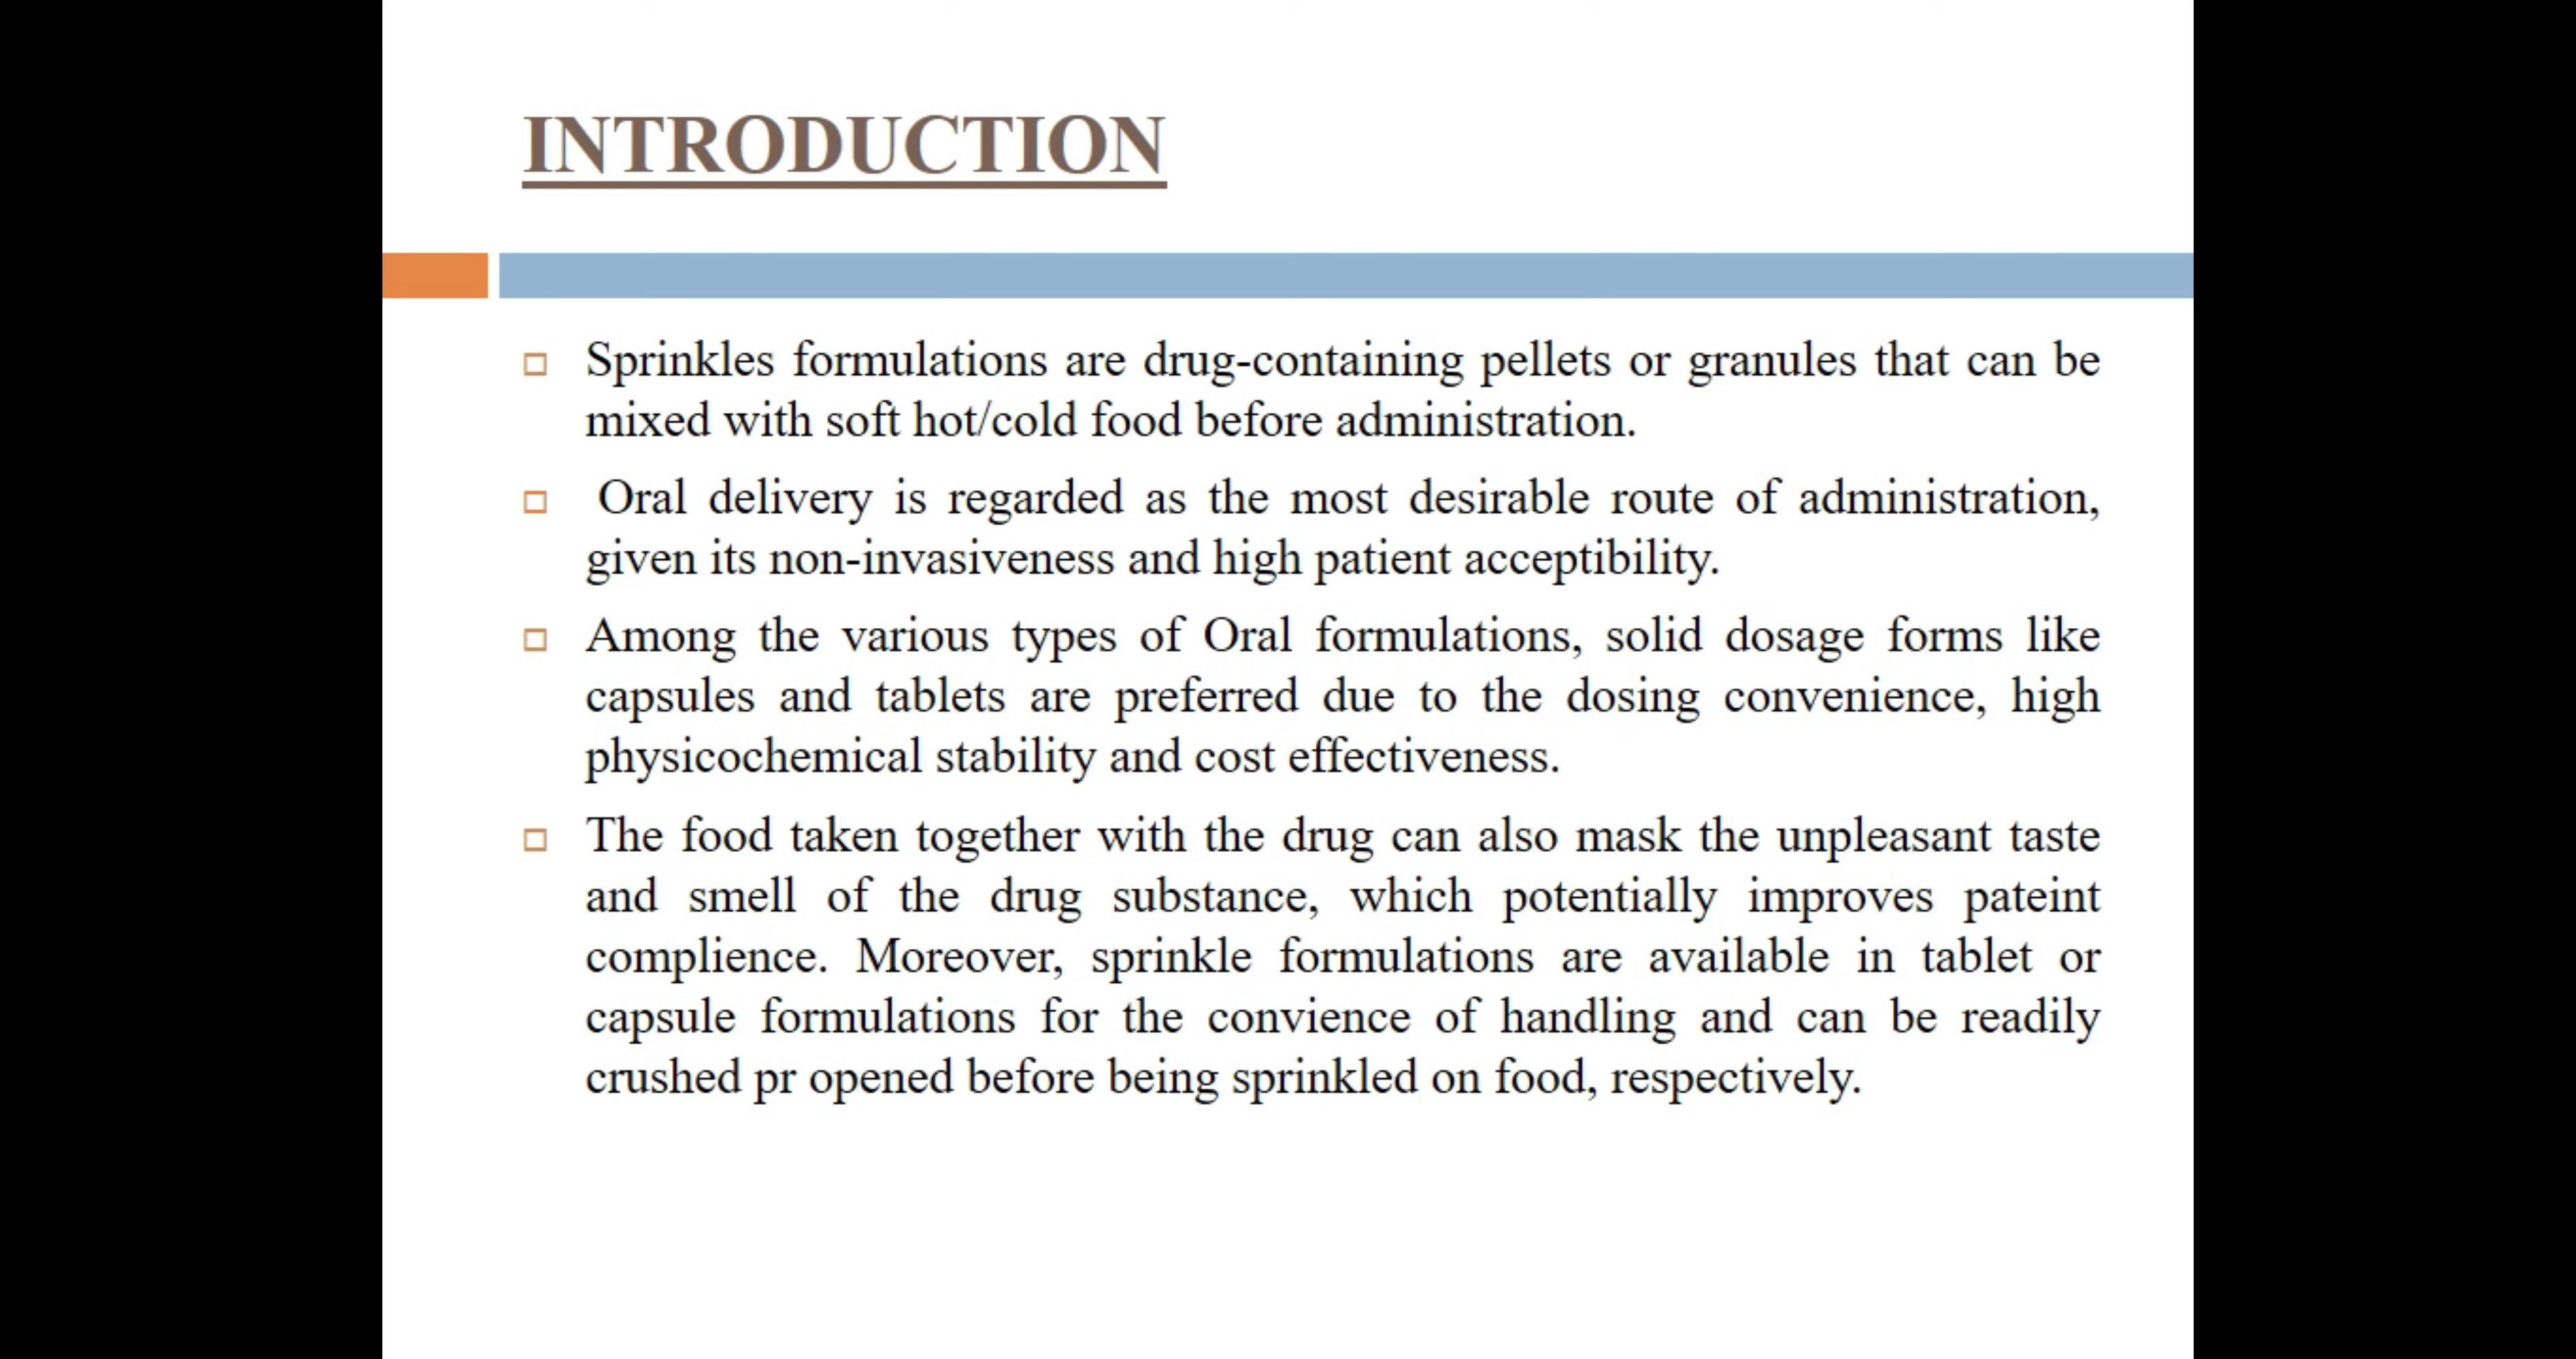 INTRODUCTION
Sprinkles formulations are drug-containing pellets or granules that can be
mixed with soft hot/cold food before administration.
Oral delivery is regarded as the most desirable route of administration,
given its non-invasiveness and high patient acceptibility.
Among the various types of Oral formulations, solid dosage forms like
capsules and tablets are preferred due to the dosing convenience, high
physicochemical stability and cost effectiveness.
The food taken together with the drug can also mask the unpleasant taste
and smell of the drug substance, which potentially improves pateint
complience. Moreover, sprinkle formulations are available in tablet or
capsule formulations for the convience of handling and can be readily
crushed pr opened before being sprinkled on food, respectively.